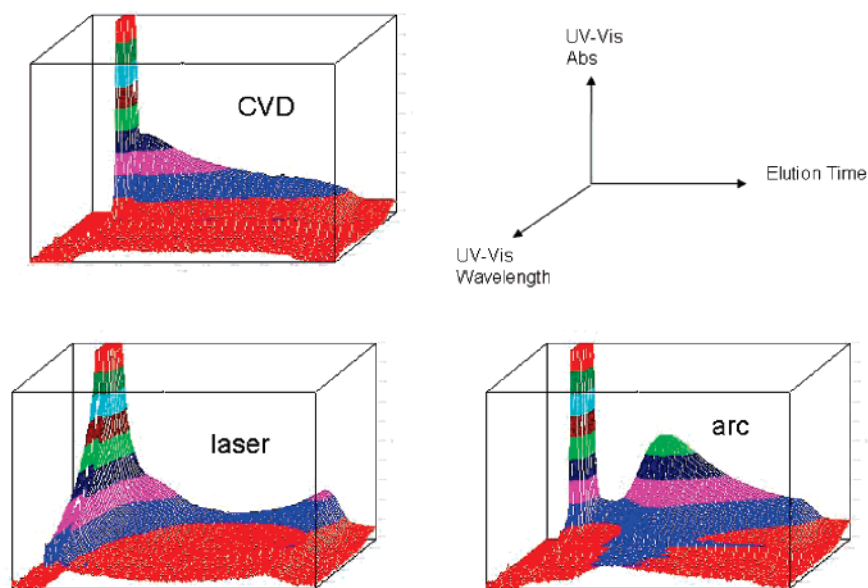 CVD
UV-Vis
Abs
Elution Time
UV-Vis
Wavelength
laser
arc